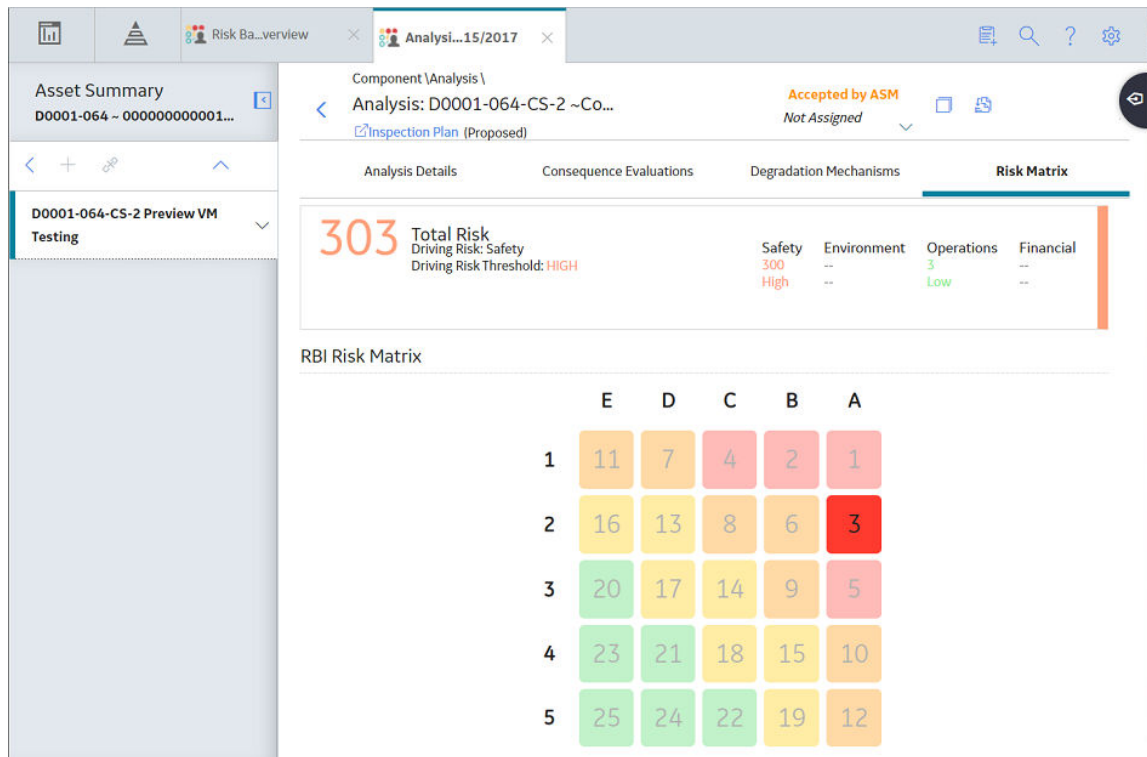 Risk Ba...verview
Analysi...15/2017
?
Asset Summary
D0001-064 ~ 000000000001...
D0001-064-CS-2 Preview VM
Testing
Component \Analysis \
Analysis: D0001-064-CS-2 ~Co...
Inspection Plan (Proposed)
Accepted by ASM
Not Assigned
Analysis Details Consequence Evaluations Degradation Mechanisms Risk Matrix
303
Total Risk
Driving Risk: Safety
Driving Risk Threshold: HIGH
Safety Environment Operations Financial
300 -- 3 --
High -- Low --
RBI Risk Matrix
E D C B A
1 11 7 4 2 1
2 16 13 8 6 3
3 20 17 14 9 5
4 23 21 18 15 10
5 25 24 22 19 12